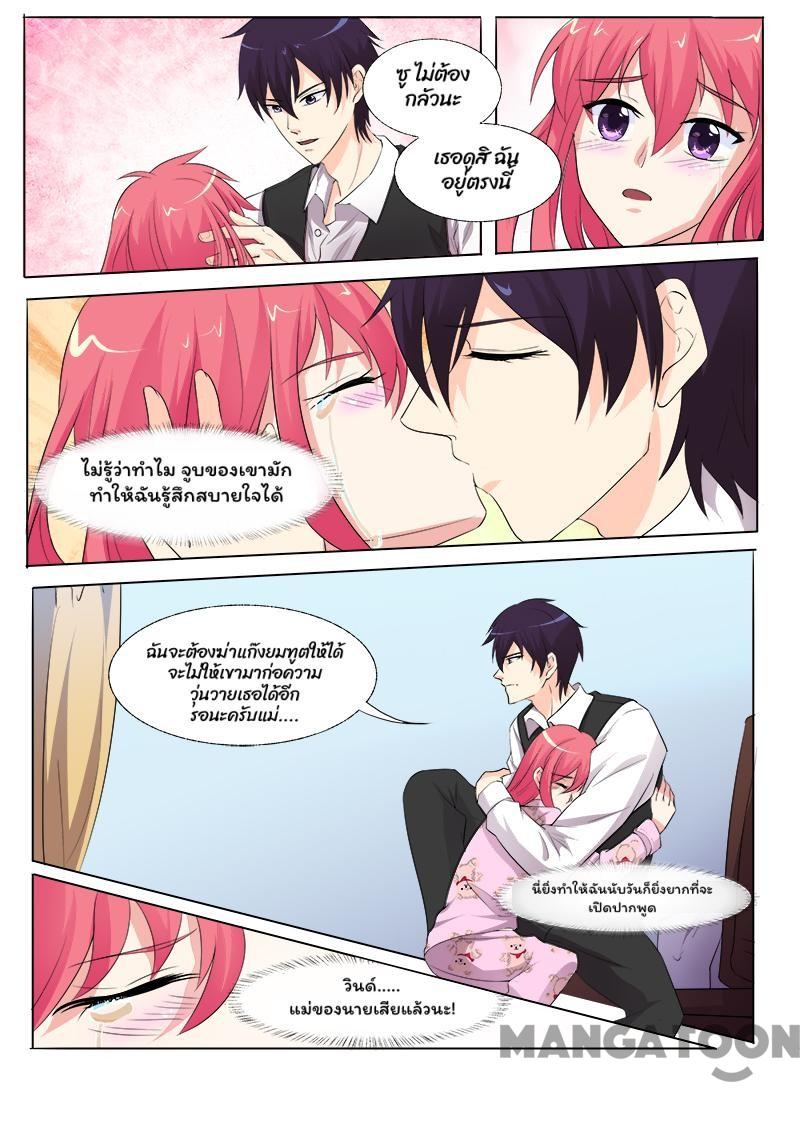 ซู ไม่ต้อง
กลัวนะ
เธอดูสิ ฉัน
อยู่ตรงนี้
ไม่รู้ว่าทำไม จูบของเขามัก
ทำให้ฉันรู้สึกสบายใจได้
ฉันจะต้องฆ่าแก๊งยมทูตให้ได้
จะไม่ให้เขามาก่อความ
วุ่นวายเธอได้อีก
รอนะครับแม่....
นี่ยิ่งทำให้ฉันนับวันก็ยิ่งยากที่จะ
เปิดปากพูด
วินด์.....
แม่ของนายเสียแล้วนะ!
MANGATOON